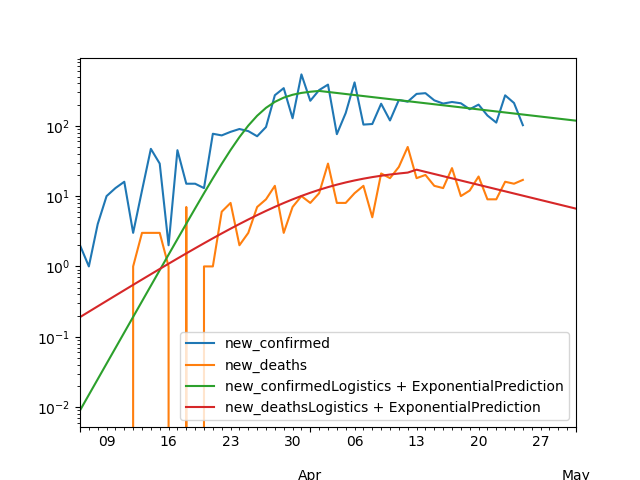 10²
10¹
10⁰
10⁻¹
10⁻²
new_confirmed
new_deaths
new_confirmedLogistics + ExponentialPrediction
new_deathsLogistics + ExponentialPrediction
09 16 23 30 06 13 20 27
Apr May